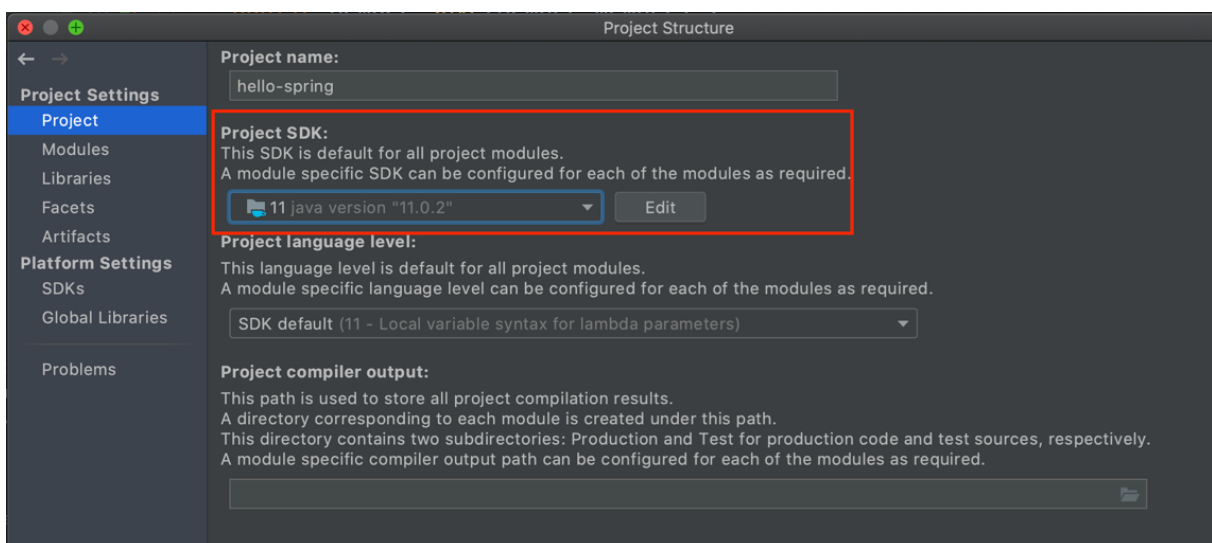 Project Structure
Project Settings
Project
Modules
Libraries
Facets
Artifacts
Platform Settings
SDKs
Global Libraries
Problems
Project name:
hello-spring
Project SDK:
This SDK is default for all project modules.
A module specific SDK can be configured for each of the modules as required.
11 java version "11.0.2"
Edit
Project language level:
This language level is default for all project modules.
A module specific language level can be configured for each of the modules as required.
SDK default (11 - Local variable syntax for lambda parameters)
Project compiler output:
This path is used to store all project compilation results.
A directory corresponding to each module is created under this path.
This directory contains two subdirectories: Production and Test for production code and test sources, respectively.
A module specific compiler output path can be configured for each of the modules as required.